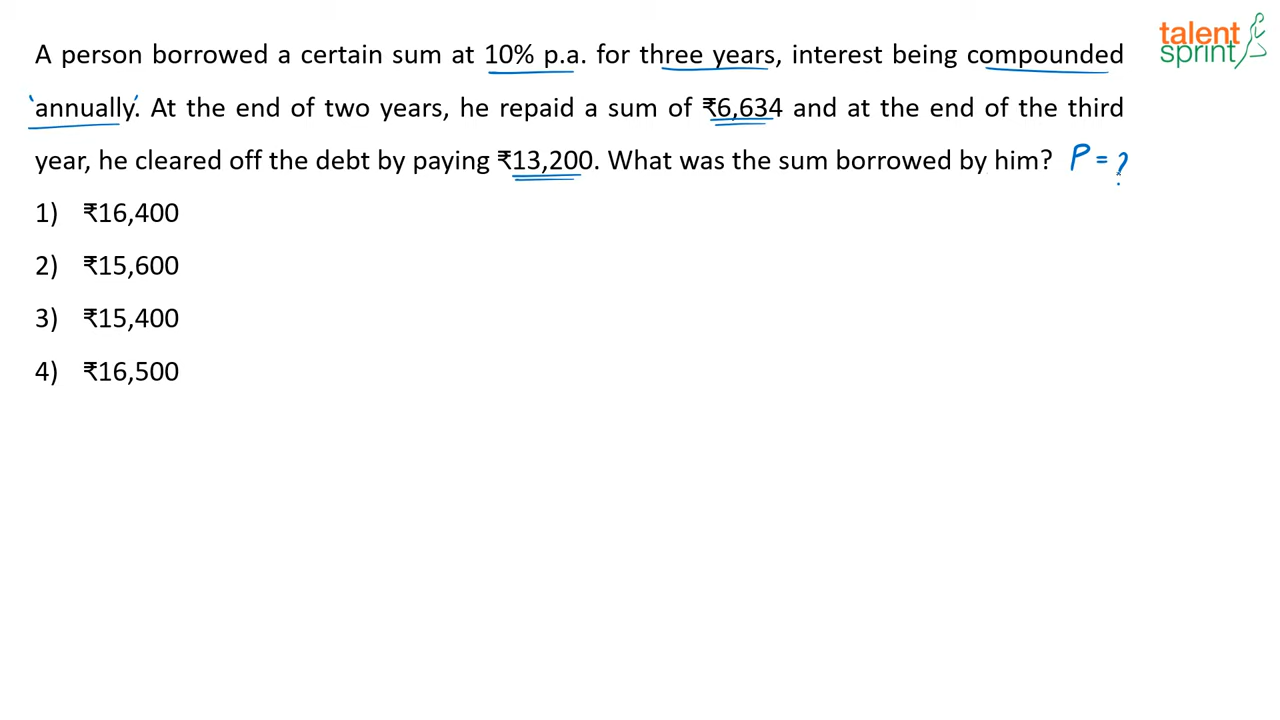 talent
sprint
A person borrowed a certain sum at 10% p.a. for three years, interest being compounded
'annually'. At the end of two years, he repaid a sum of ₹6,634 and at the end of the third
year, he cleared off the debt by paying ₹13,200. What was the sum borrowed by him? P = ?
1) ₹16,400
2) ₹15,600
3) ₹15,400
4) ₹16,500